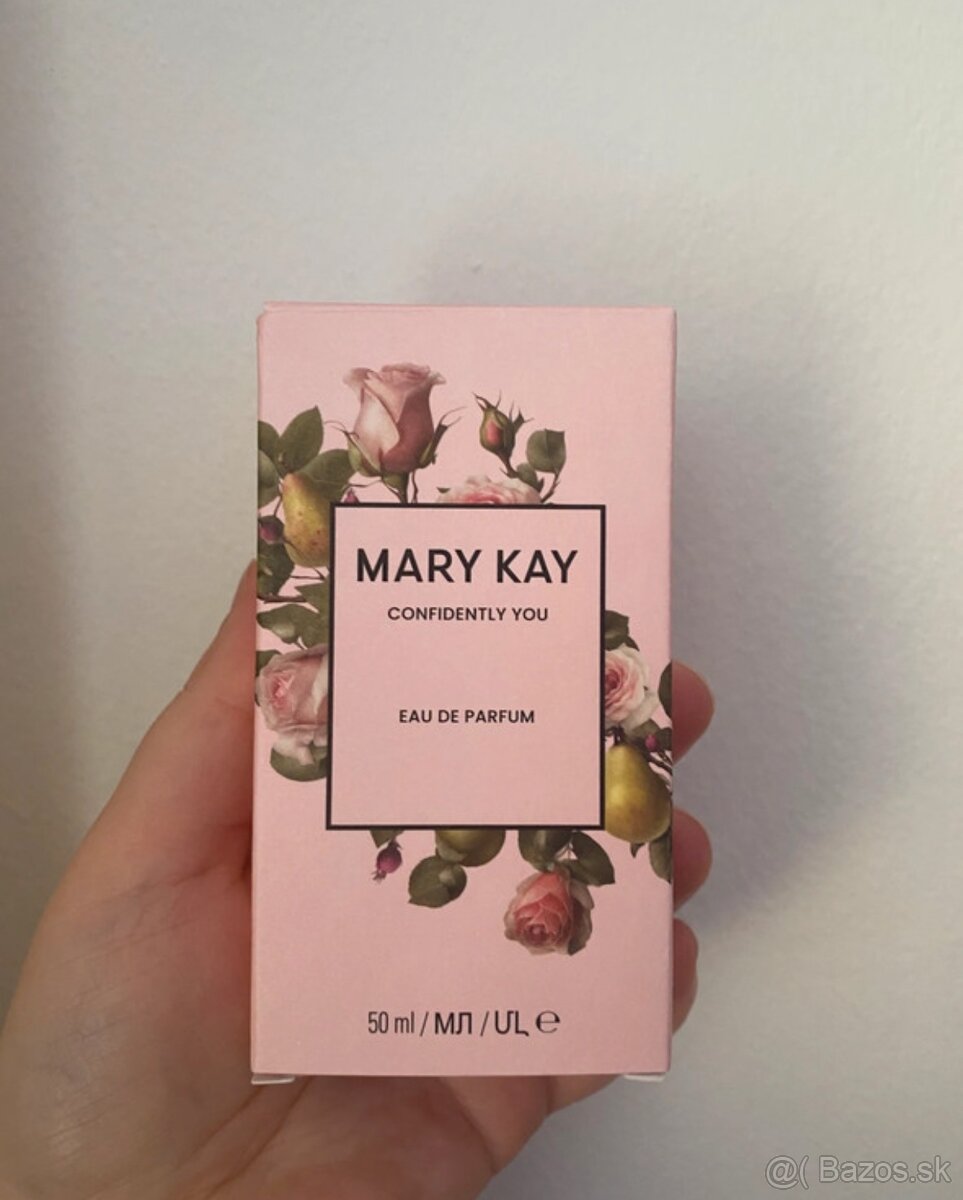 MARY KAY
CONFIDENTLY YOU
EAU DE PARFUM
50 ml / МЛ / ՄԼ ℮
@( Bazos.sk